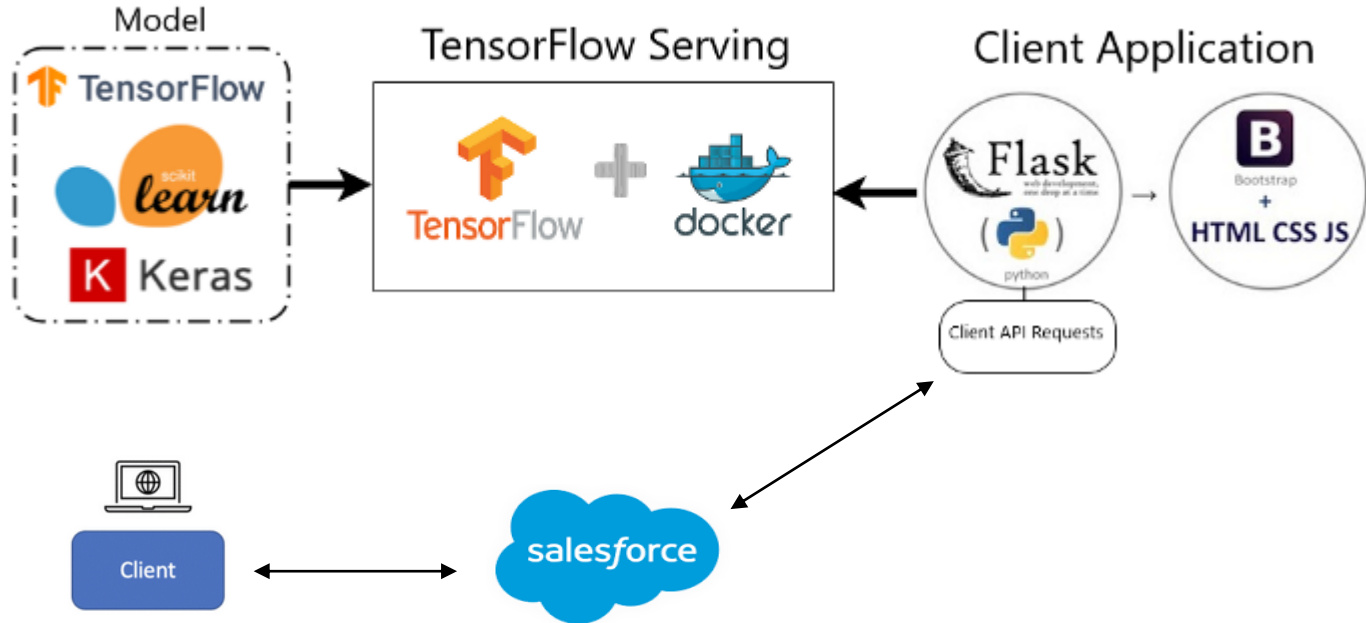 Model
TensorFlow Serving
Client Application
TensorFlow
scikit
learn
K Keras
TensorFlow
docker
Flask
web development,
one drop at a time
( )
python
B
Bootstrap
+
HTML CSS JS
Client API Requests
Client
salesforce